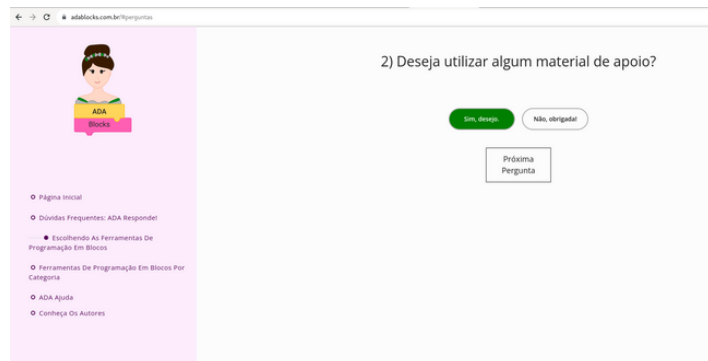 adablocks.com.br/#perguntas
ADA
Blocks
Página Inicial
Dúvidas Frequentes: ADA Responde!
Escolhendo As Ferramentas De
Programação Em Blocos
Ferramentas De Programação Em Blocos Por
Categoria
ADA Ajuda
Conheça Os Autores
2) Deseja utilizar algum material de apoio?
Sim, desejo.
Não, obrigada!
Próxima
Pergunta